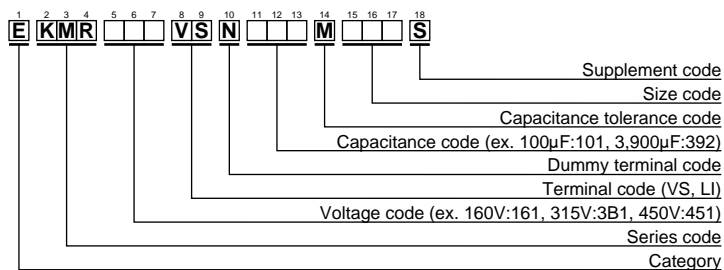 1 2 3 4 5 6 7 8 9 10 11 12 13 14 15 16 17 18
E KMR VS N M S
Supplement code
Size code
Capacitance tolerance code
Capacitance code (ex. 100μF:101, 3,900μF:392)
Dummy terminal code
Terminal code (VS, LI)
Voltage code (ex. 160V:161, 315V:3B1, 450V:451)
Series code
Category